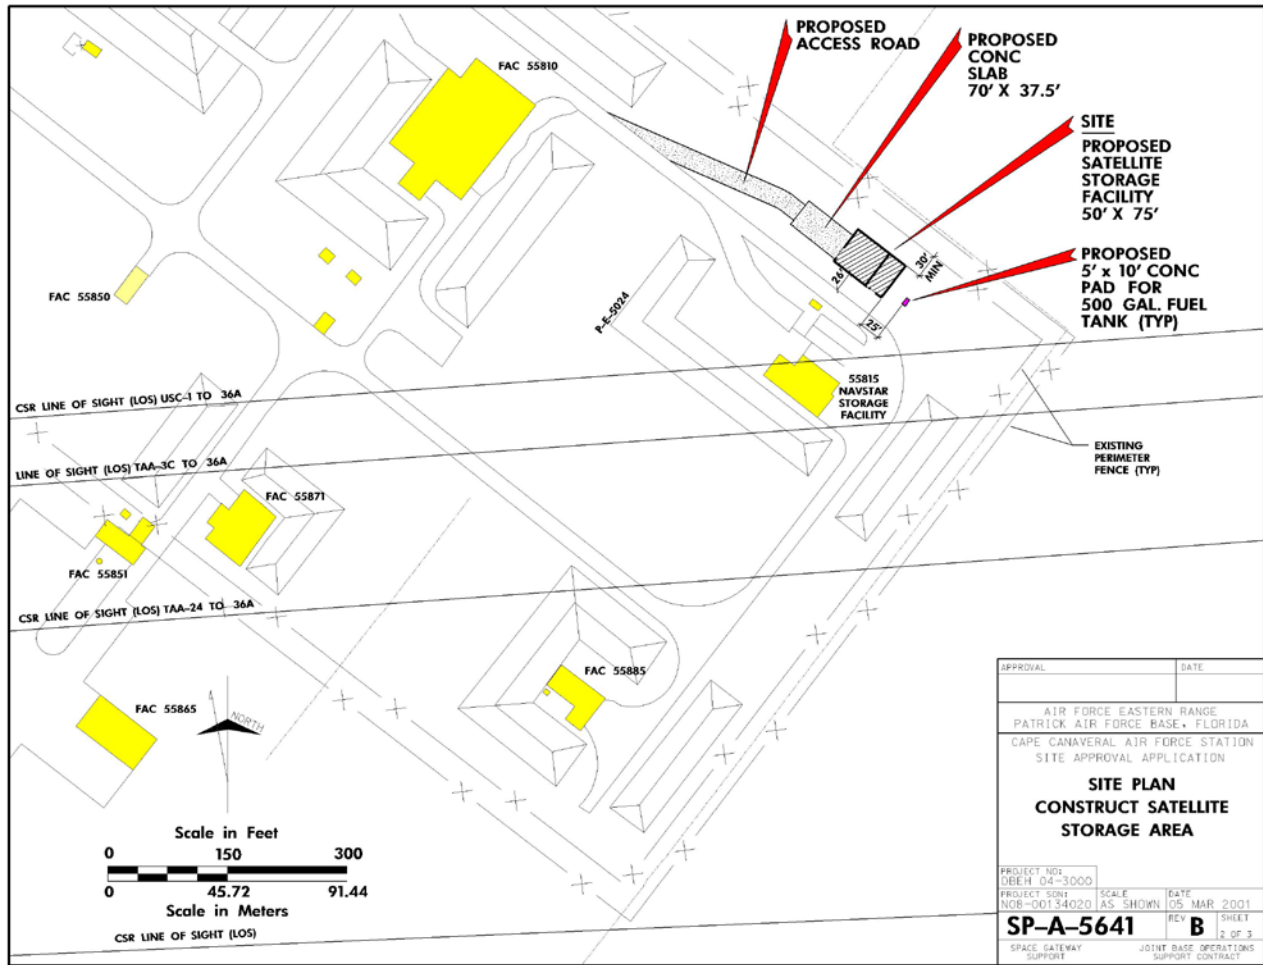 PROPOSED
ACCESS ROAD
PROPOSED
CONC
SLAB
70' X 37.5'
SITE
PROPOSED
SATELLITE
STORAGE
FACILITY
50' X 75'
PROPOSED
5' x 10' CONC
PAD FOR
500 GAL. FUEL
TANK (TYP)
FAC 55810
30'
MIN
26'
25'
FAC 55850
P-E-5024
55815
NAVSTAR
STORAGE
FACILITY
CSR LINE OF SIGHT (LOS) USC-1 TO 36A
EXISTING
PERIMETER
FENCE (TYP)
LINE OF SIGHT (LOS) TAA-3C TO 36A
FAC 55871
FAC 55851
CSR LINE OF SIGHT (LOS) TAA-24 TO 36A
FAC 55885
FAC 55865
NORTH
Scale in Feet
0 150 300
0 45.72 91.44
Scale in Meters
CSR LINE OF SIGHT (LOS)
APPROVAL DATE
AIR FORCE EASTERN RANGE
PATRICK AIR FORCE BASE, FLORIDA
CAPE CANAVERAL AIR FORCE STATION
SITE APPROVAL APPLICATION
SITE PLAN
CONSTRUCT SATELLITE
STORAGE AREA
PROJECT NO:
DBEH 04-3000
PROJECT SON: SCALE DATE
N08-00134020 AS SHOWN 05 MAR 2001
SP-A-5641 REV B SHEET
2 OF 3
SPACE GATEWAY JOINT BASE OPERATIONS
SUPPORT SUPPORT CONTRACT